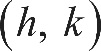 (h, k)